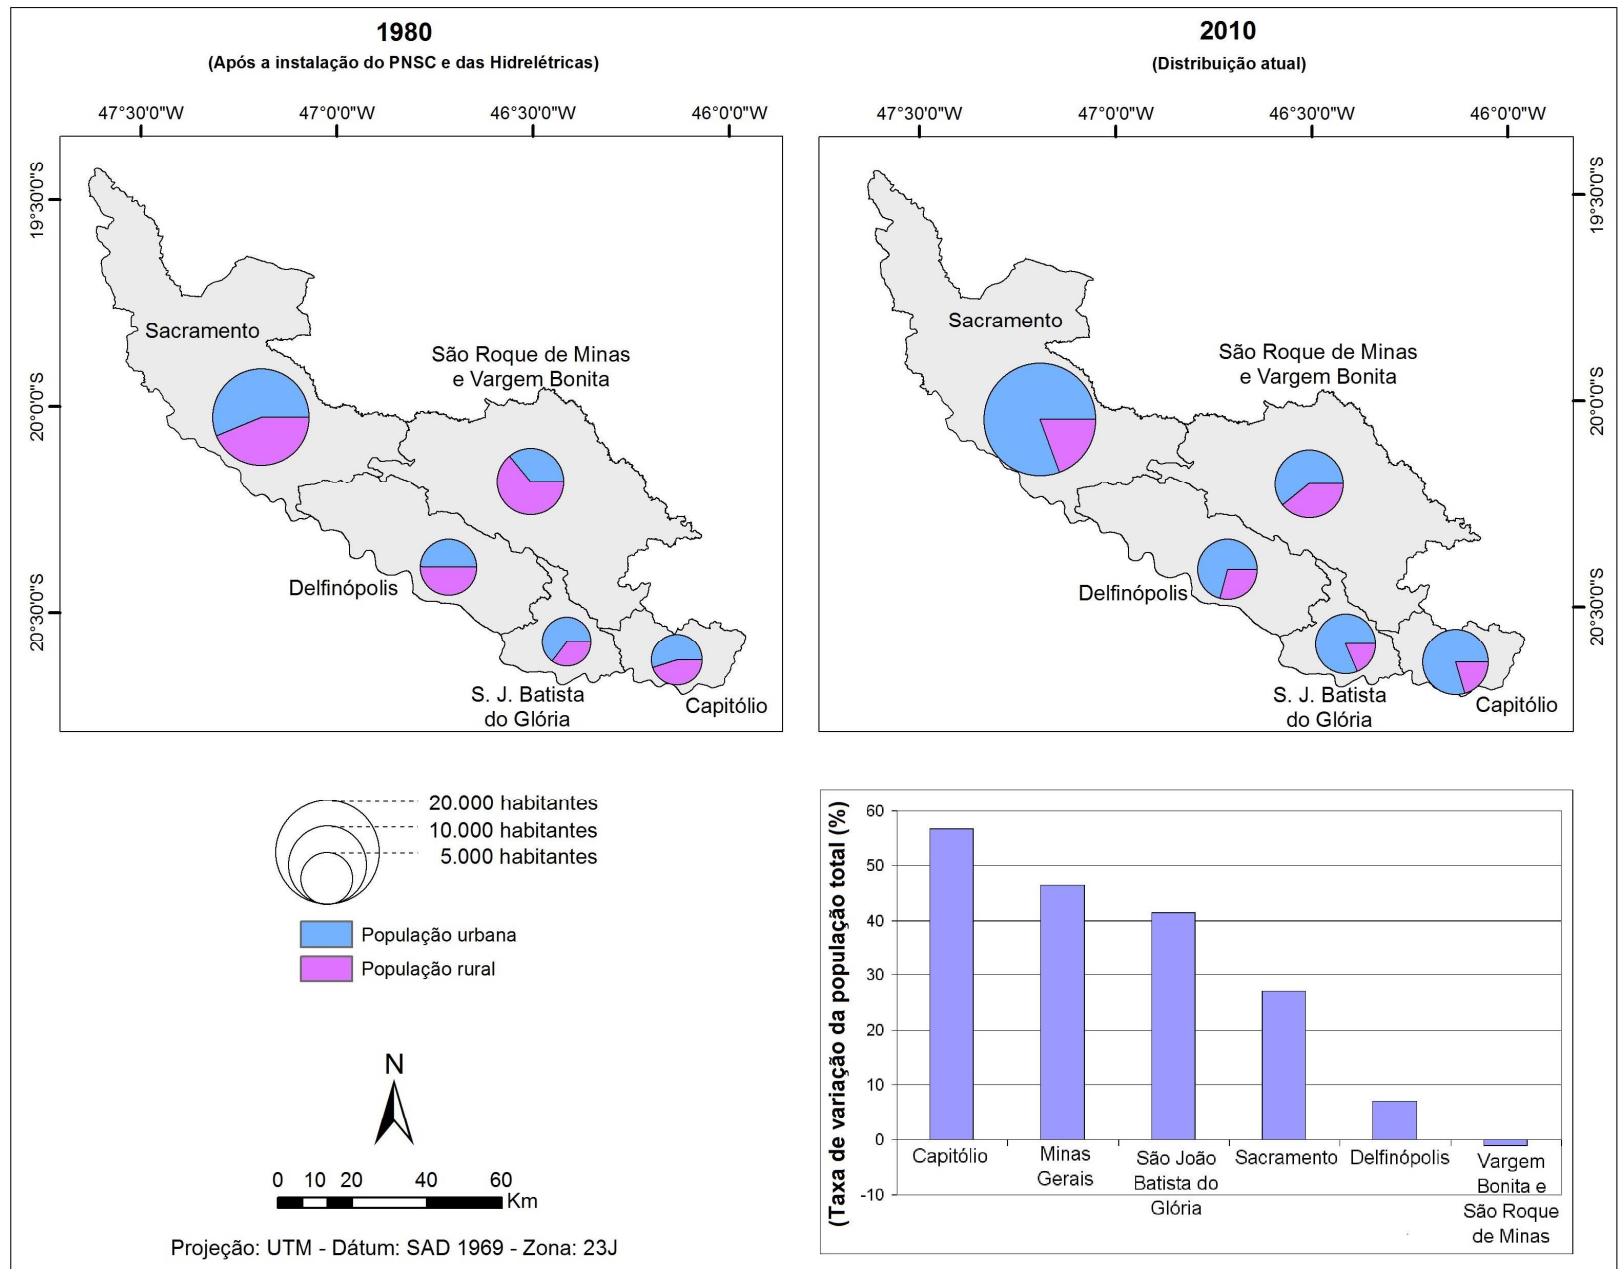 1980
(Após a instalação do PNSC e das Hidrelétricas)
47°30'0"W 47°0'0"W 46°30'0"W 46°0'0"W
19°30'0"S
20°0'0"S
20°30'0"S
Sacramento
São Roque de Minas
e Vargem Bonita
Delfinópolis
S. J. Batista
do Glória
Capitólio
2010
(Distribuição atual)
47°30'0"W 47°0'0"W 46°30'0"W 46°0'0"W
19°30'0"S
20°0'0"S
20°30'0"S
Sacramento
São Roque de Minas
e Vargem Bonita
Delfinópolis
S. J. Batista
do Glória
Capitólio
20.000 habitantes
10.000 habitantes
5.000 habitantes
População urbana
População rural
N
0 10 20 40 60
Km
Projeção: UTM - Dátum: SAD 1969 - Zona: 23J
(Taxa de variação da população total (%)
60
50
40
30
20
10
0
-10
Capitólio
Minas
Gerais
São João
Batista do
Glória
Sacramento
Delfinópolis
Vargem
Bonita e
São Roque
de Minas